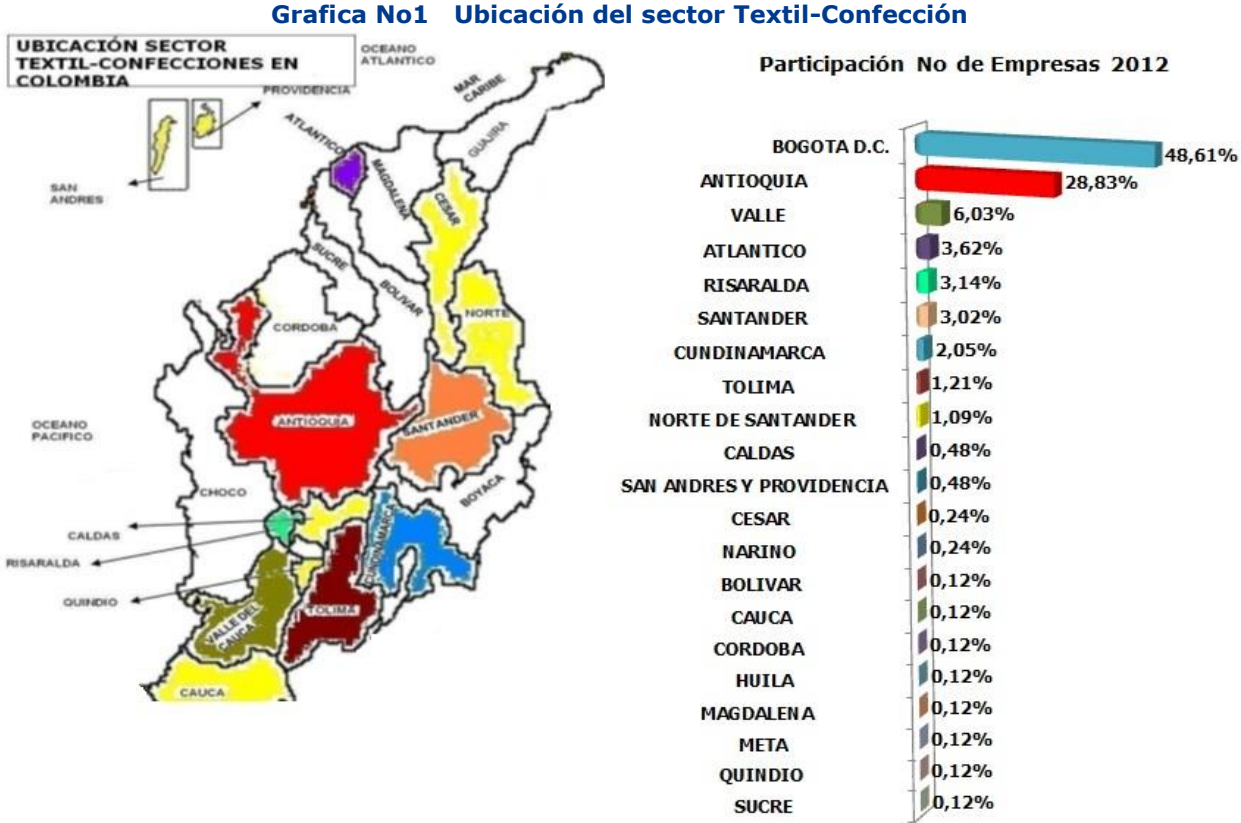 Grafica No1 Ubicación del sector Textil-Confección
UBICACIÓN SECTOR
TEXTIL-CONFECCIONES EN
COLOMBIA
OCEANO
ATLANTICO
PROVIDENCIA
MAR
CARIBE
ATLANTICO
GUAJIRA
MAGDALENA
SAN
ANDRES
CESAR
SUCRE
BOLIVAR
NORTE
CORDOBA
OCEANO
PACIFICO
ANTIOQUIA
SANTANDER
CHOCO
BOYACA
CALDAS
CUNDINAMARCA
RISARALDA
QUINDIO
TOLIMA
VALLE DEL
CAUCA
CAUCA
Participación No de Empresas 2012
BOGOTA D.C. 48,61%
ANTIOQUIA 28,83%
VALLE 6,03%
ATLANTICO 3,62%
RISARALDA 3,14%
SANTANDER 3,02%
CUNDINAMARCA 2,05%
TOLIMA 1,21%
NORTE DE SANTANDER 1,09%
CALDAS 0,48%
SAN ANDRES Y PROVIDENCIA 0,48%
CESAR 0,24%
NARINO 0,24%
BOLIVAR 0,12%
CAUCA 0,12%
CORDOBA 0,12%
HUILA 0,12%
MAGDALENA 0,12%
META 0,12%
QUINDIO 0,12%
SUCRE 0,12%